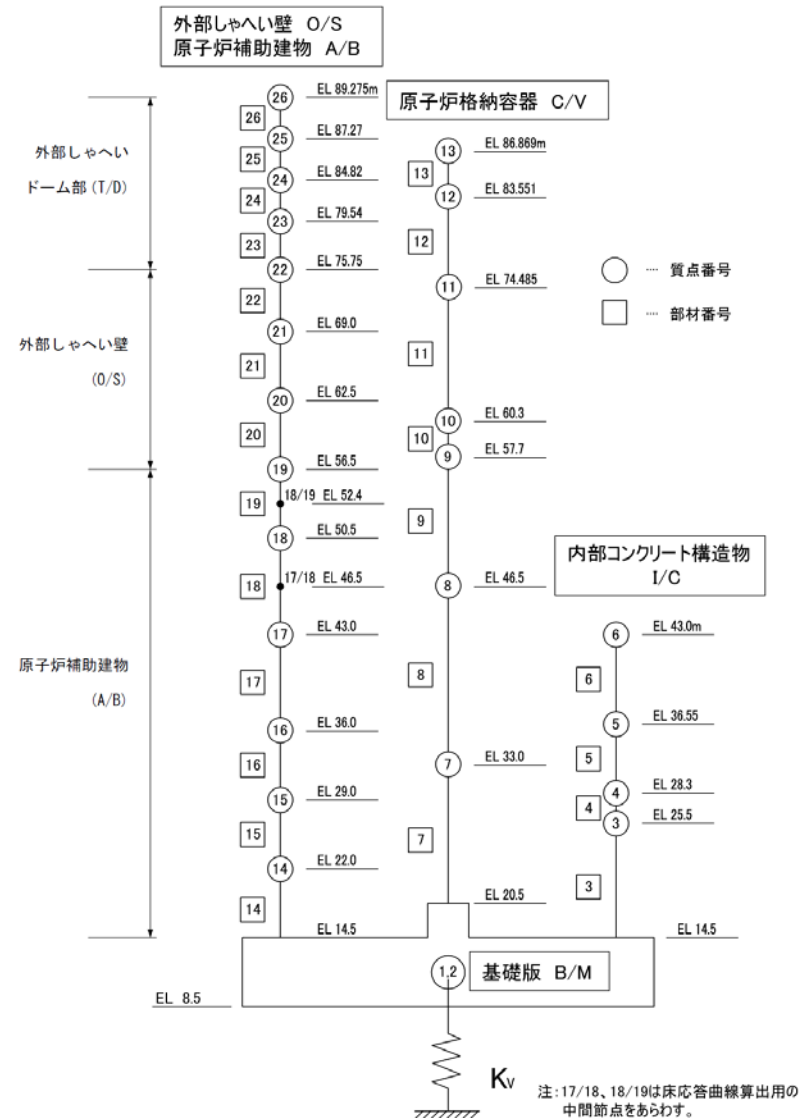 外部しゃへい壁 O/S
原子炉補助建物 A/B
原子炉格納容器 C/V
内部コンクリート構造物
I/C
外部しゃへい
ドーム部(T/D)
外部しゃへい壁
(O/S)
原子炉補助建物
(A/B)
26 EL 89.275m
26
25 EL 87.27
25
24 EL 84.82
24
23 EL 79.54
23
22 EL 75.75
22
21 EL 69.0
21
20 EL 62.5
20
19 EL 56.5
19 18/19 EL 52.4
18 EL 50.5
18 17/18 EL 46.5
17 EL 43.0
17
16 EL 36.0
16
15 EL 29.0
15
14 EL 22.0
14
EL 14.5
13 EL 86.869m
13
12 EL 83.551
12
11 EL 74.485
11
10 EL 60.3
10
9 EL 57.7
9
8 EL 46.5
8
7 EL 33.0
7
EL 20.5
○ … 質点番号
□ … 部材番号
6 EL 43.0m
6
5 EL 36.55
5
4 EL 28.3
4
3 EL 25.5
3
EL 14.5
1,2 基礎版 B/M
EL 8.5
Kv
注:17/18、18/19は床応答曲線算出用の
中間節点をあらわす。